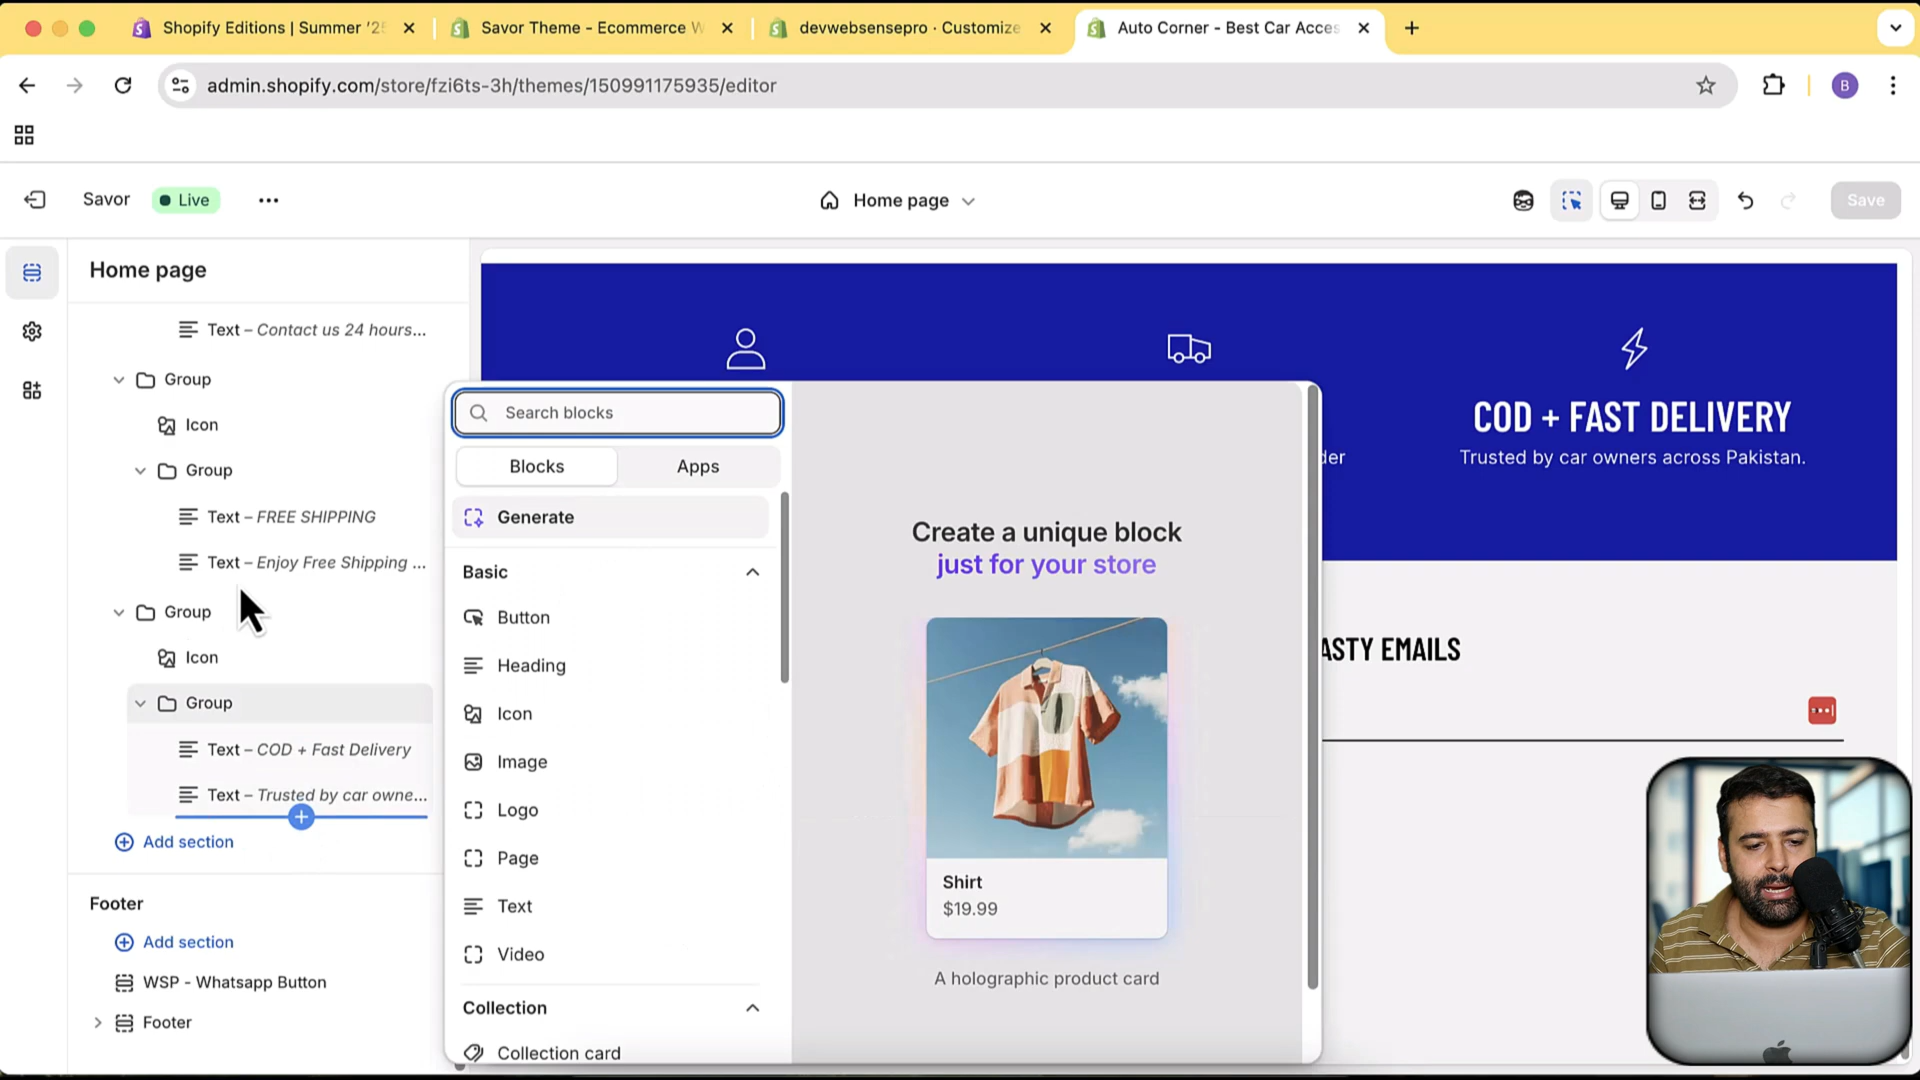 Shopify Editions | Summer '25
Savor Theme - Ecommerce W
devwebsensepro · Customize
Auto Corner - Best Car Acces
admin.shopify.com/store/fzi6ts-3h/themes/150991175935/editor
B
Savor
Live
Home page
Save
Home page
Text – Contact us 24 hours...
Group
Icon
Group
Text – FREE SHIPPING
Text – Enjoy Free Shipping ...
Group
Icon
Group
Text – COD + Fast Delivery
Text – Trusted by car owne...
Add section
Footer
Add section
WSP - Whatsapp Button
Footer
Search blocks
Blocks
Apps
Generate
Basic
Button
Heading
Icon
Image
Logo
Page
Text
Video
Collection
Collection card
Create a unique block
just for your store
Shirt
$19.99
A holographic product card
COD + FAST DELIVERY
der
Trusted by car owners across Pakistan.
ASTY EMAILS